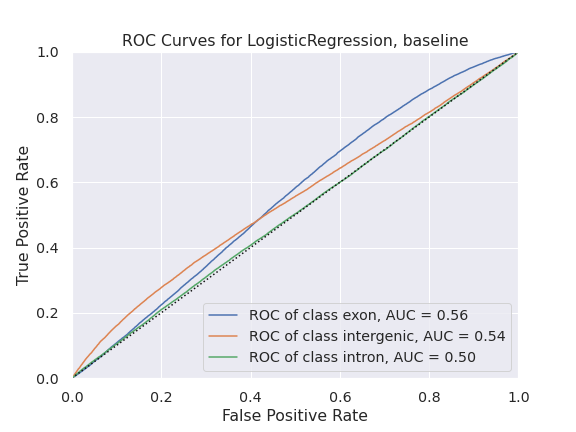 ROC Curves for LogisticRegression, baseline
1.0
0.8
0.6
0.4
0.2
0.0
True Positive Rate
ROC of class exon, AUC = 0.56
ROC of class intergenic, AUC = 0.54
ROC of class intron, AUC = 0.50
0.0 0.2 0.4 0.6 0.8 1.0
False Positive Rate